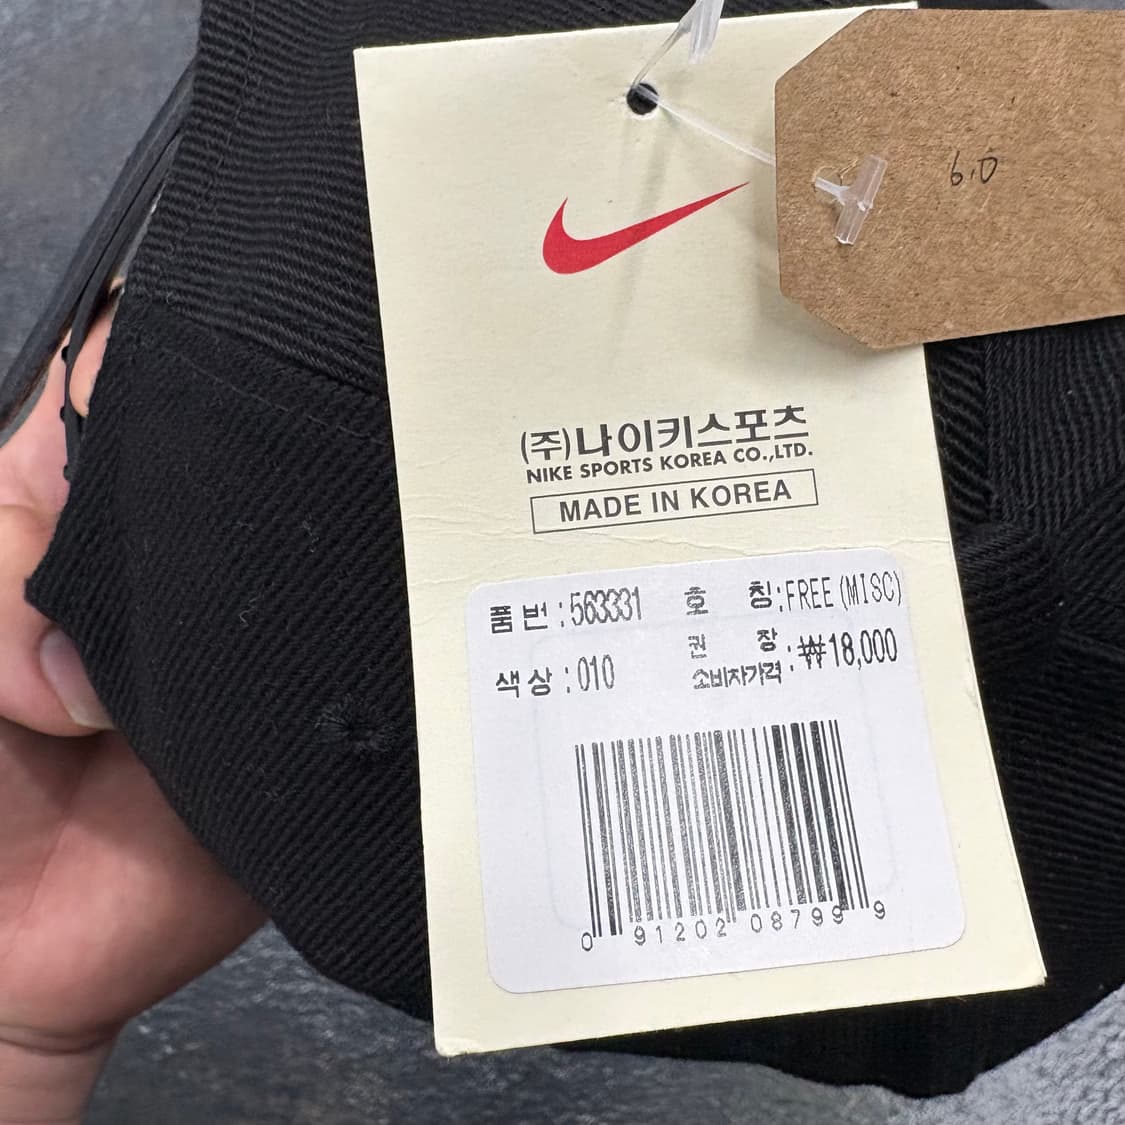 6.0
(주)나이키스포츠
NIKE SPORTS KOREA CO.,LTD.
MADE IN KOREA
품 번 : 563331 호 칭 : FREE (MISC)
색 상 : 010 권 장 소비자가격 : ₩18,000
0 91202 08799 9